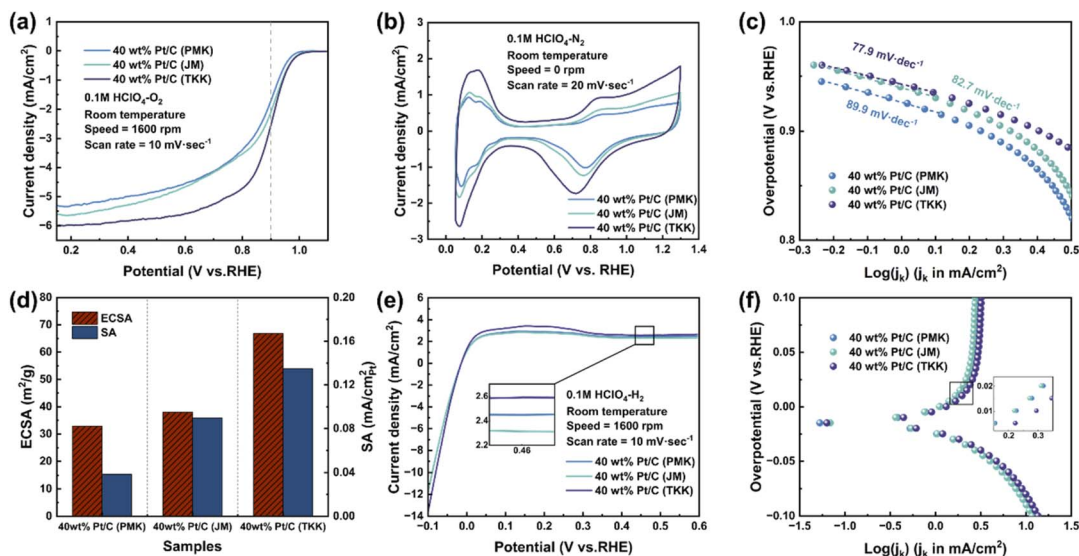 (a)
Current density (mA/cm²)
0
-1
-2
-3
-4
-5
-6
40 wt% Pt/C (PMK)
40 wt% Pt/C (JM)
40 wt% Pt/C (TKK)
0.1M HClO₄-O₂
Room temperature
Speed = 1600 rpm
Scan rate = 10 mV·sec⁻¹
0.2 0.4 0.6 0.8 1.0
Potential (V vs.RHE)
(b)
Current density (mA/cm²)
3
2
1
0
-1
-2
-3
0.1M HClO₄-N₂
Room temperature
Speed = 0 rpm
Scan rate = 20 mV·sec⁻¹
40 wt% Pt/C (PMK)
40 wt% Pt/C (JM)
40 wt% Pt/C (TKK)
0.0 0.2 0.4 0.6 0.8 1.0 1.2 1.4
Potential (V vs. RHE)
(c)
Overpotential (V vs.RHE)
1.0
0.9
0.8
77.9 mV·dec⁻¹
82.7 mV·dec⁻¹
89.9 mV·dec⁻¹
40 wt% Pt/C (PMK)
40 wt% Pt/C (JM)
40 wt% Pt/C (TKK)
-0.3 -0.2 -0.1 0.0 0.1 0.2 0.3 0.4 0.5
Log(jₖ) (jₖ in mA/cm²)
(d)
ECSA (m²/g)
80
70
60
50
40
30
20
10
0
ECSA
SA
0.20
0.16
0.12
0.08
0.04
0.00
SA (mA/cm²Pt)
40wt% Pt/C (PMK) 40wt% Pt/C (JM) 40wt% Pt/C (TKK)
Samples
(e)
Current density (mA/cm²)
6
4
2
0
-2
-4
-6
-8
-10
-12
-14
2.6
2.4
2.2
0.46
0.1M HClO₄-H₂
Room temperature
Speed = 1600 rpm
Scan rate = 10 mV·sec⁻¹
40 wt% Pt/C (PMK)
40 wt% Pt/C (JM)
40 wt% Pt/C (TKK)
-0.1 0.0 0.1 0.2 0.3 0.4 0.5 0.6
Potential (V vs.RHE)
(f)
Overpotential (V vs.RHE)
0.10
0.05
0.00
-0.05
-0.10
40 wt% Pt/C (PMK)
40 wt% Pt/C (JM)
40 wt% Pt/C (TKK)
0.02
0.01
0.2 0.3
-1.5 -1.0 -0.5 0.0 0.5 1.0 1.5
Log(jₖ) (jₖ in mA/cm²)